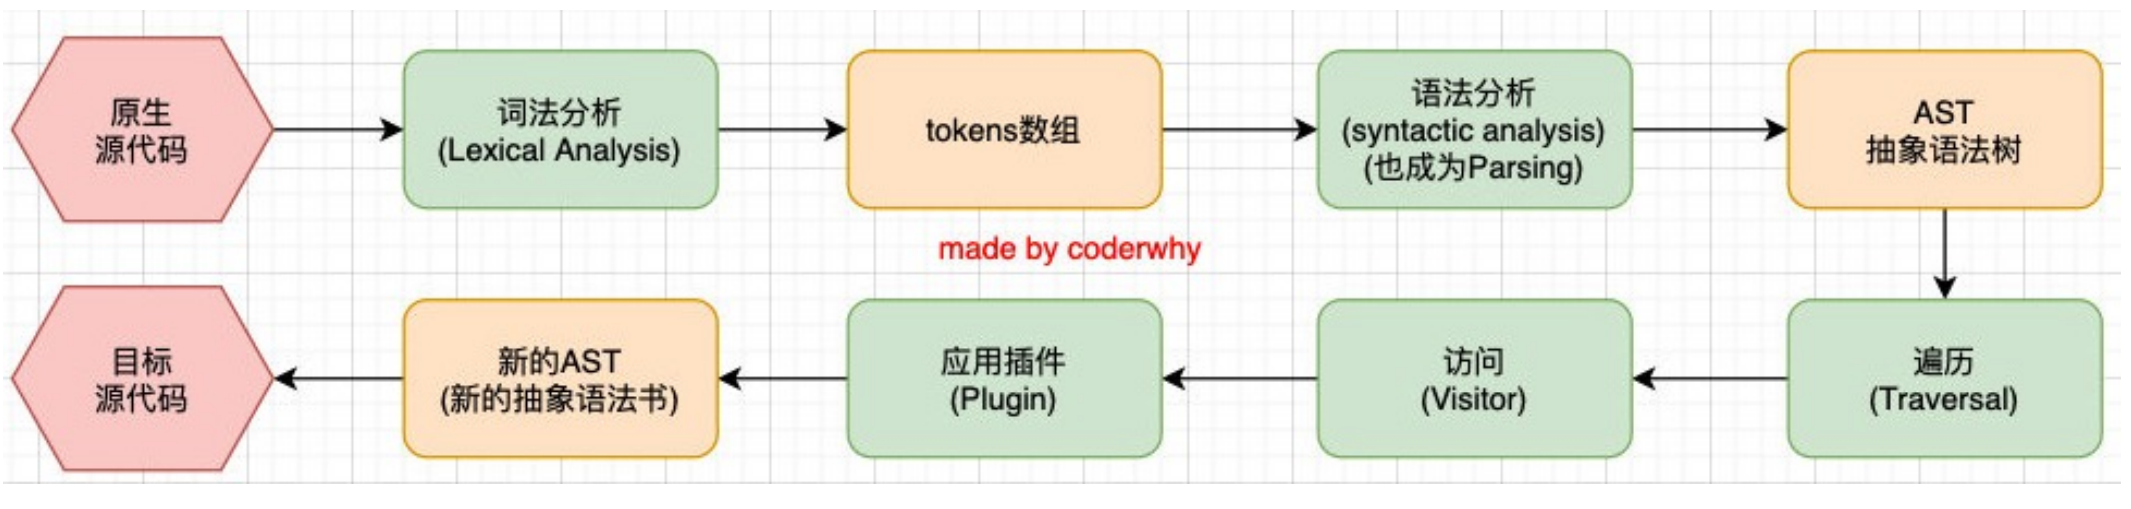 原生
源代码
词法分析
(Lexical Analysis)
tokens数组
语法分析
(syntactic analysis)
(也成为Parsing)
AST
抽象语法树
made by coderwhy
目标
源代码
新的AST
(新的抽象语法书)
应用插件
(Plugin)
访问
(Visitor)
遍历
(Traversal)